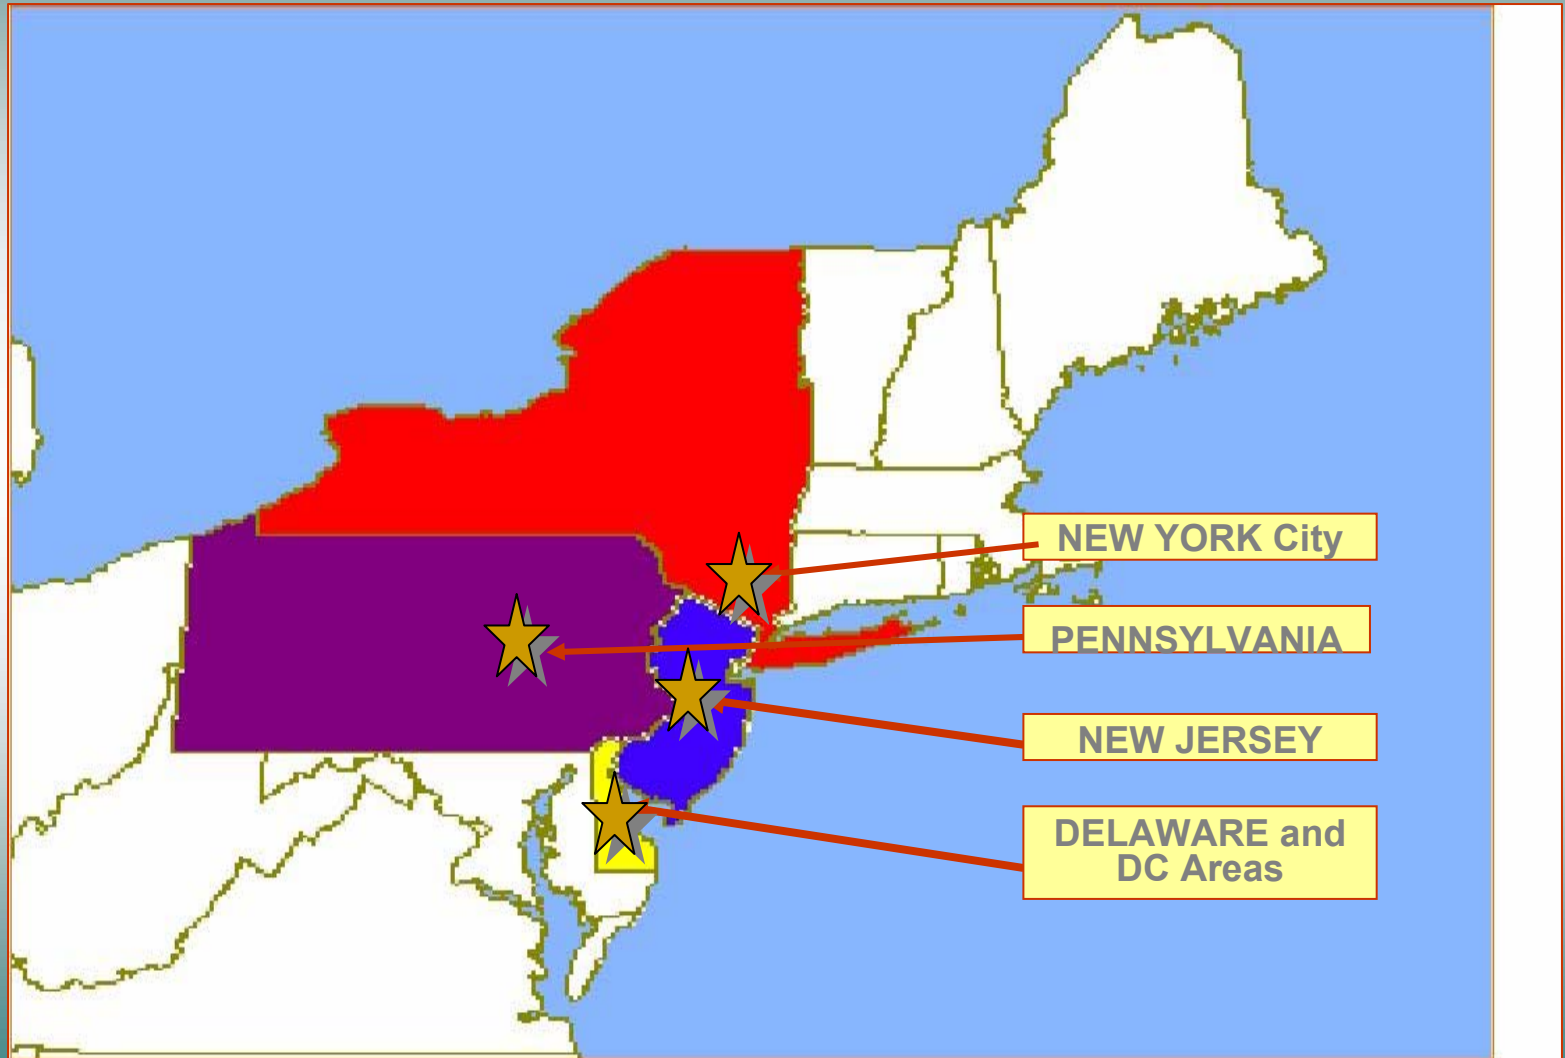 NEW YORK City
PENNSYLVANIA
NEW JERSEY
DELAWARE and
DC Areas